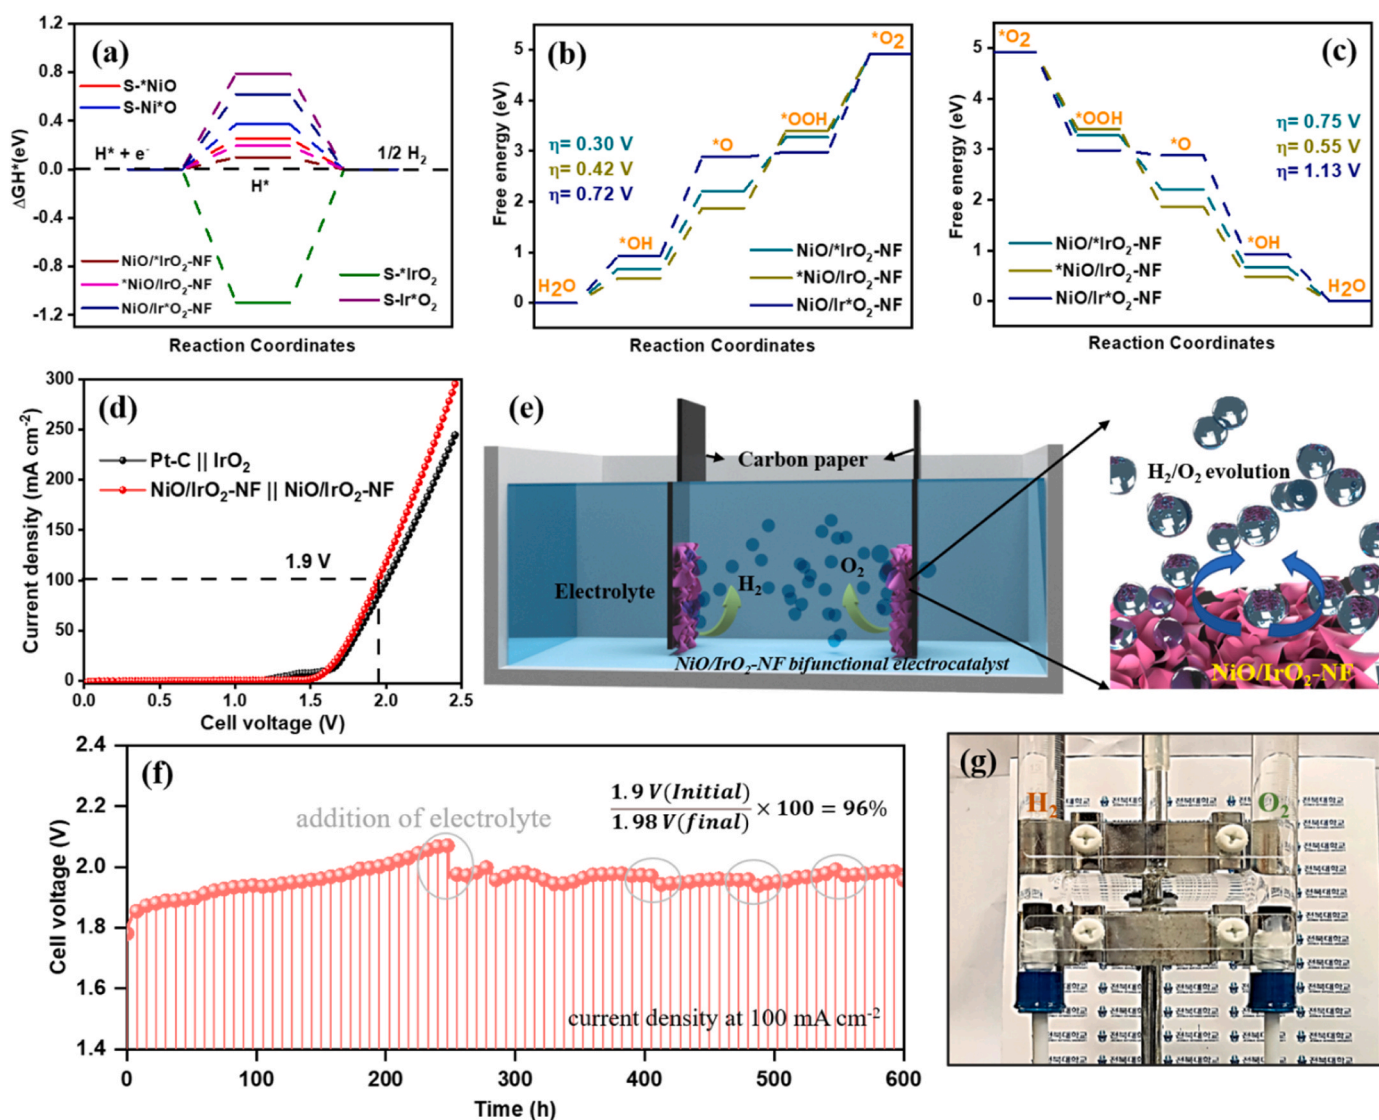 (a)
1.2
0.8
0.4
0.0
-0.4
-0.8
-1.2
ΔGH*(eV)
S-*NiO
S-Ni*O
H* + e-
1/2 H2
H*
NiO/*IrO2-NF
*NiO/IrO2-NF
NiO/Ir*O2-NF
S-*IrO2
S-Ir*O2
Reaction Coordinates
(b)
5
4
3
2
1
0
Free energy (eV)
*O2
*OOH
*O
*OH
H2O
η= 0.30 V
η= 0.42 V
η= 0.72 V
NiO/*IrO2-NF
*NiO/IrO2-NF
NiO/Ir*O2-NF
Reaction Coordinates
(c)
5
4
3
2
1
0
Free energy (eV)
*O2
*OOH
*O
*OH
H2O
η= 0.75 V
η= 0.55 V
η= 1.13 V
NiO/*IrO2-NF
*NiO/IrO2-NF
NiO/Ir*O2-NF
Reaction Coordinates
(d)
300
250
200
150
100
50
0
Current density (mA cm-2)
Pt-C || IrO2
NiO/IrO2-NF || NiO/IrO2-NF
1.9 V
0.0 0.5 1.0 1.5 2.0 2.5
Cell voltage (V)
(e)
Carbon paper
Electrolyte
H2
O2
NiO/IrO2-NF bifunctional electrocatalyst
H2/O2 evolution
NiO/IrO2-NF
(f)
2.4
2.2
2.0
1.8
1.6
1.4
Cell voltage (V)
addition of electrolyte
1.9 V(Initial)
1.98 V(final)
× 100 = 96%
current density at 100 mA cm-2
0 100 200 300 400 500 600
Time (h)
(g)
H2
O2
전북대학교